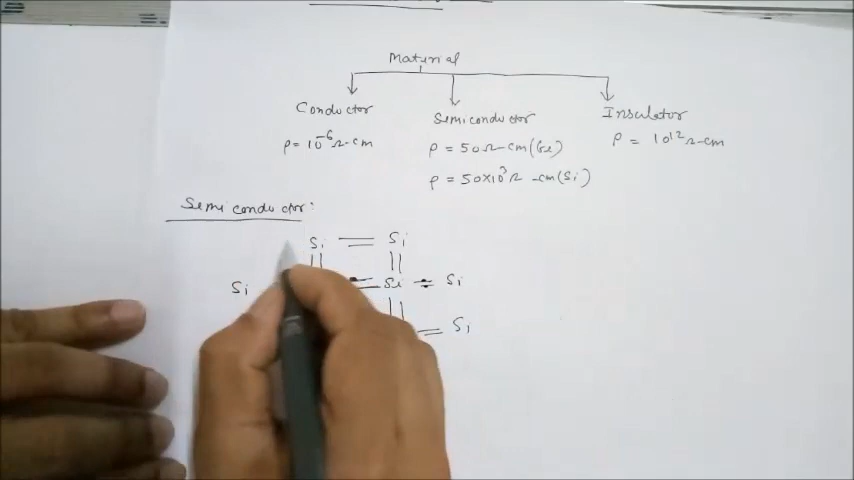 Material
Conductor Semiconductor Insulator
ρ = 10⁻⁶ Ω-cm ρ = 50 Ω-cm (Ge) ρ = 10¹² Ω-cm
ρ = 50×10³ Ω-cm (Si)
Semiconductor:
Si Si
Si Si Si
Si